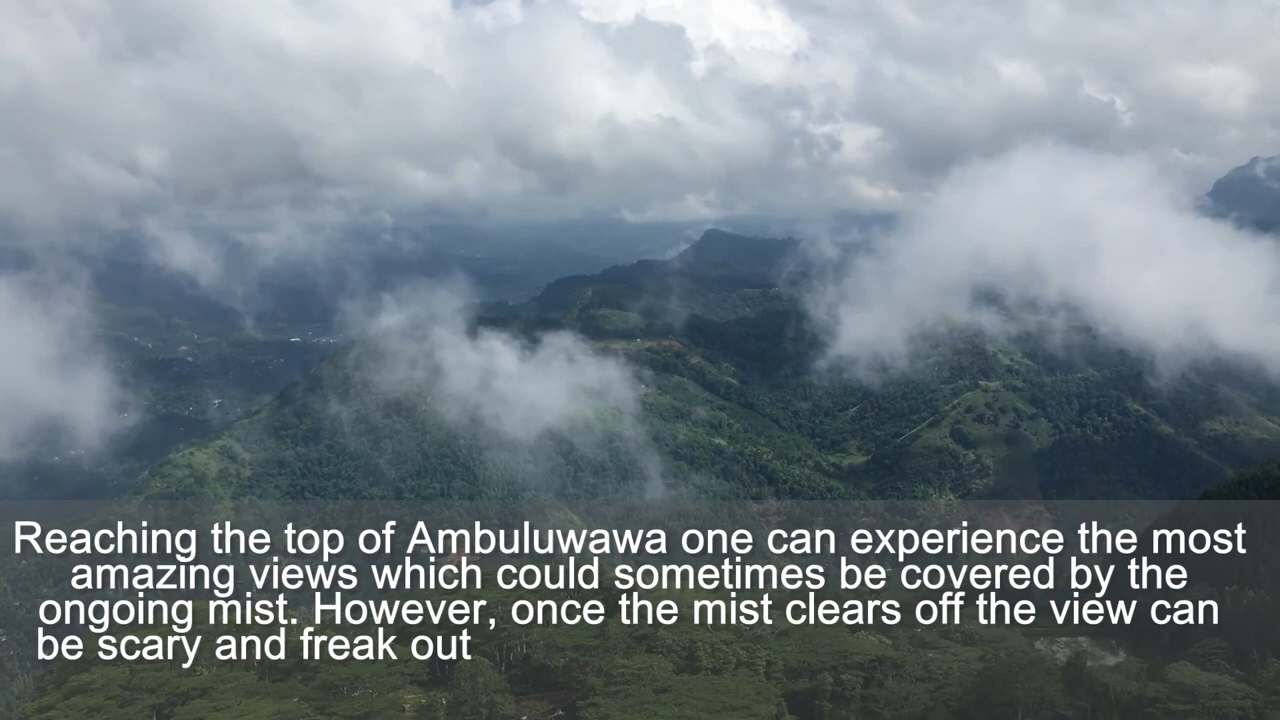 Reaching the top of Ambuluwawa one can experience the most
amazing views which could sometimes be covered by the
ongoing mist. However, once the mist clears off the view can
be scary and freak out